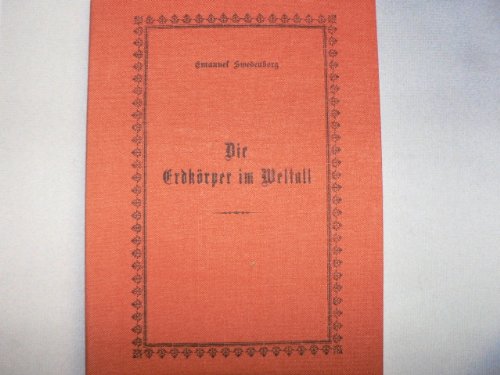 Emanuel Swedenborg
Die
Erdkörper im Weltall